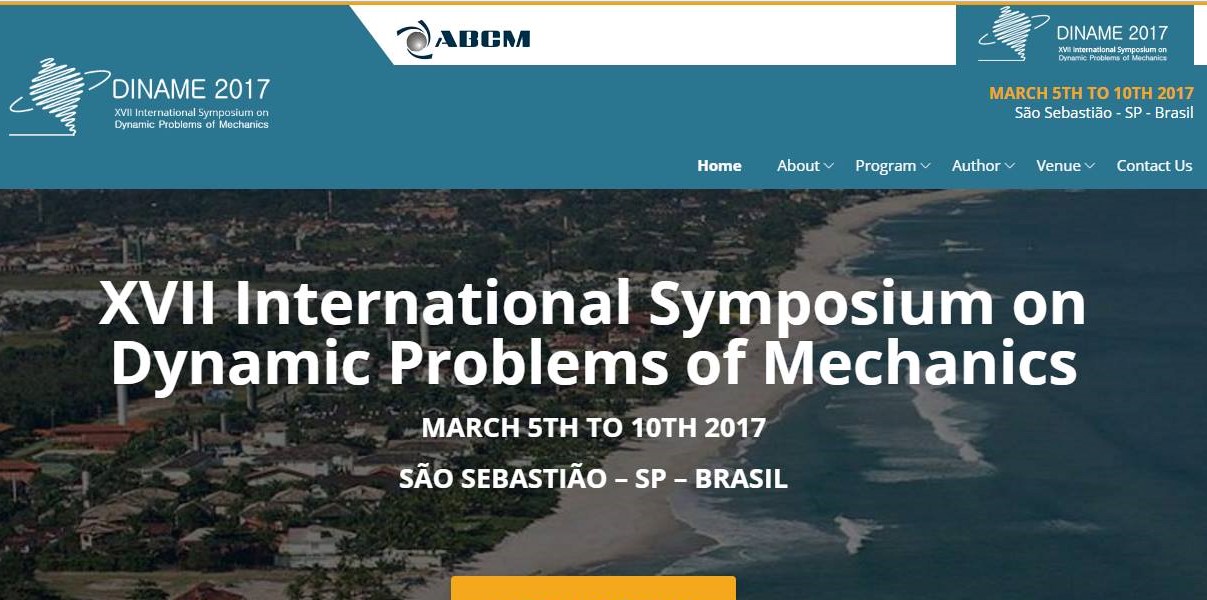 ABCM
DINAME 2017
XVII International Symposium on
Dynamic Problems of Mechanics
DINAME 2017
XVII International Symposium on
Dynamic Problems of Mechanics
MARCH 5TH TO 10TH 2017
São Sebastião - SP - Brasil
Home About Program Author Venue Contact Us
XVII International Symposium on
Dynamic Problems of Mechanics
MARCH 5TH TO 10TH 2017
SÃO SEBASTIÃO – SP – BRASIL